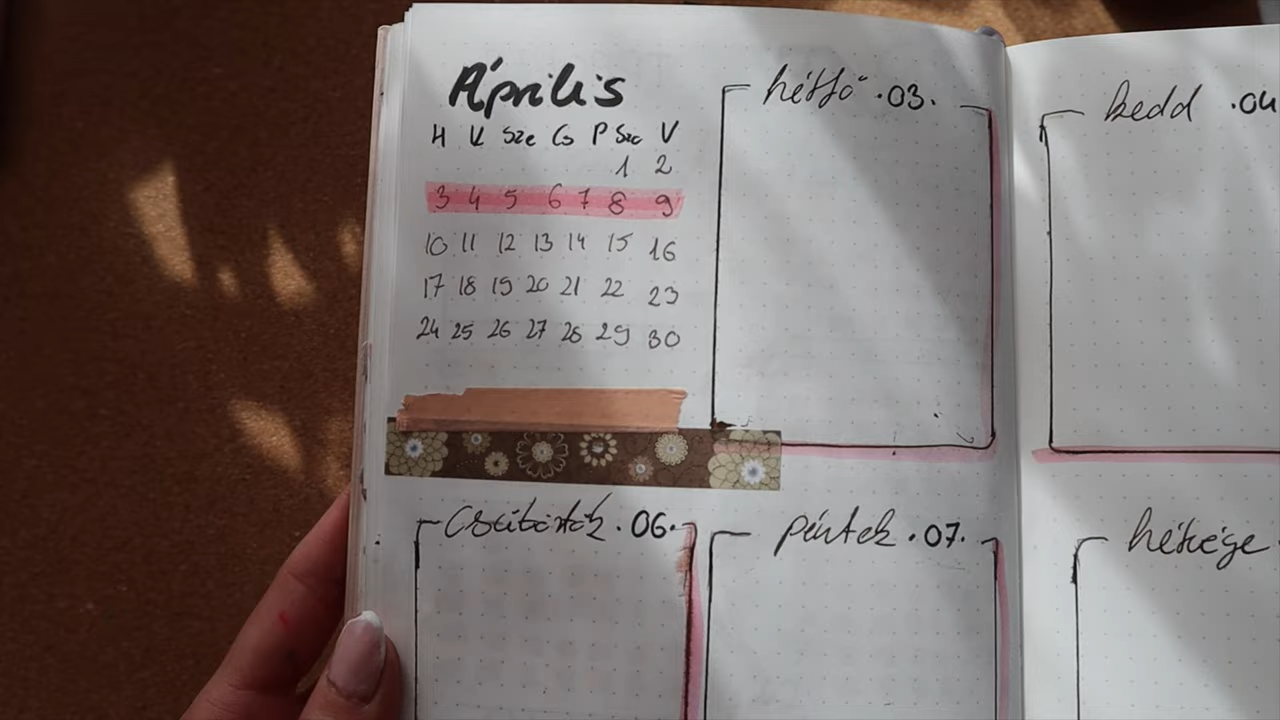 Április
H K Sze Cs P Szo V
1 2
3 4 5 6 7 8 9
10 11 12 13 14 15 16
17 18 19 20 21 22 23
24 25 26 27 28 29 30
hétfő .03.
kedd .04
csütörtök .06.
péntek .07.
hétvége